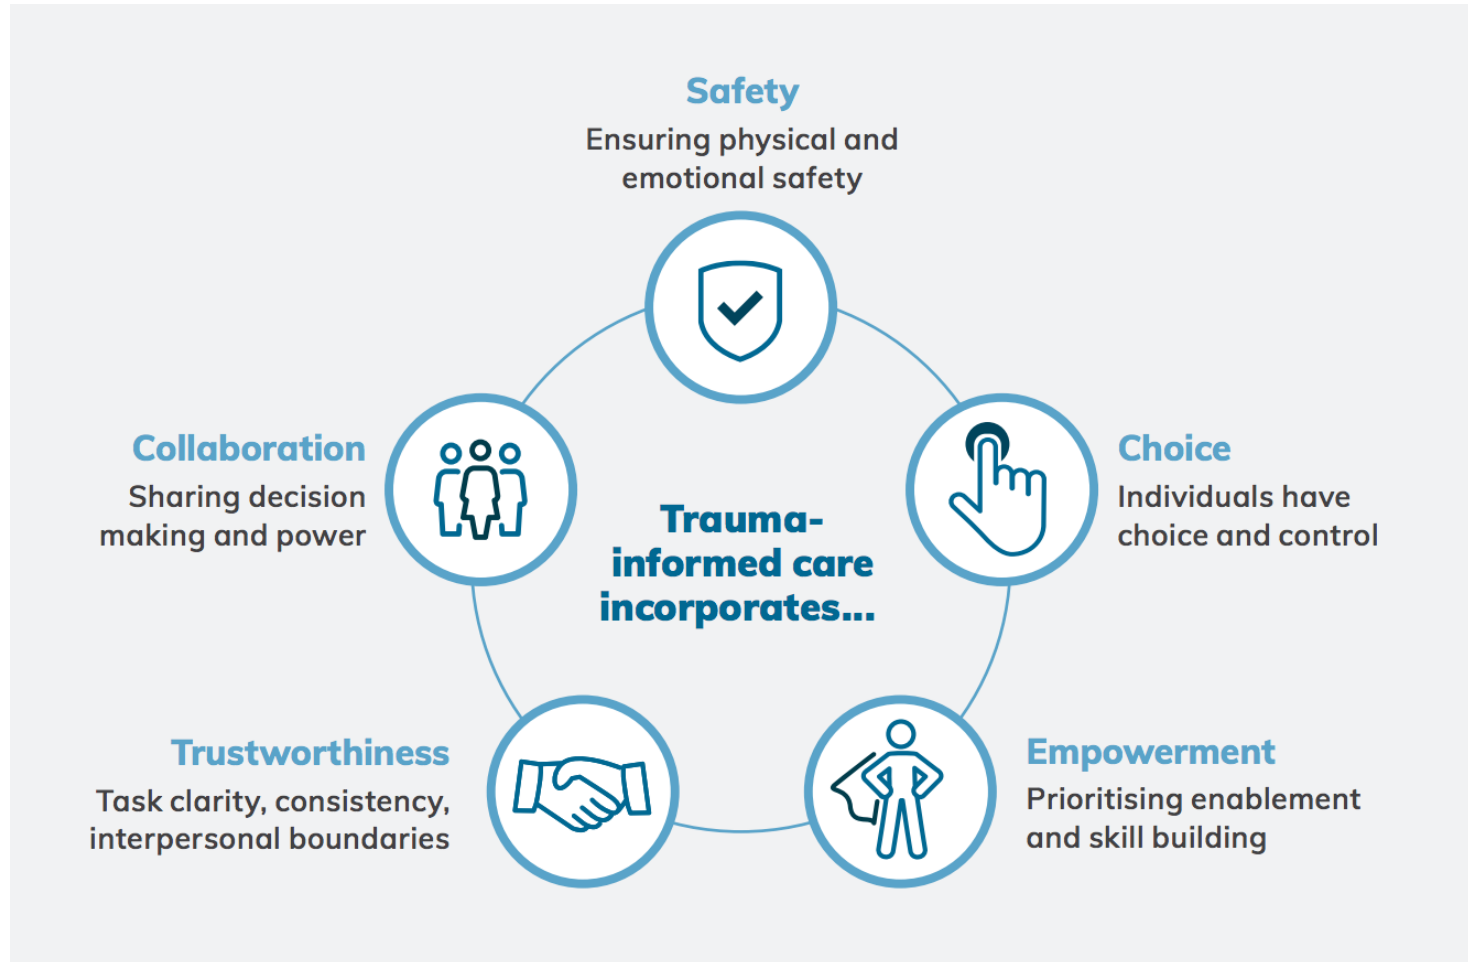 Safety
Ensuring physical and
emotional safety
Choice
Individuals have
choice and control
Empowerment
Prioritising enablement
and skill building
Trustworthiness
Task clarity, consistency,
interpersonal boundaries
Collaboration
Sharing decision
making and power
Trauma-
informed care
incorporates...